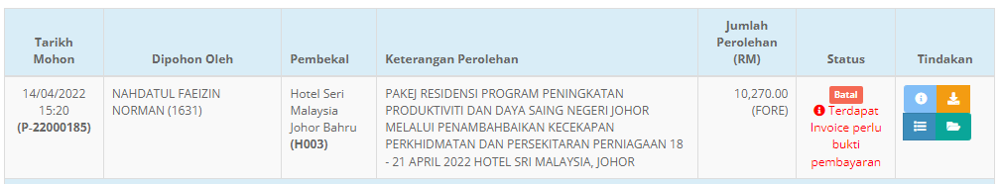 Tarikh Mohon
Dipohon Oleh
Pembekal
Keterangan Perolehan
Jumlah Perolehan (RM)
Status
Tindakan
14/04/2022
15:20
(P-22000185)
NAHDATUL FAEIZIN
NORMAN (1631)
Hotel Seri
Malaysia
Johor Bahru
(H003)
PAKEJ RESIDENSI PROGRAM PENINGKATAN
PRODUKTIVITI DAN DAYA SAING NEGERI JOHOR
MELALUI PENAMBAHBAIKAN KECEKAPAN
PERKHIDMATAN DAN PERSEKITARAN PERNIAGAAN 18
- 21 APRIL 2022 HOTEL SRI MALAYSIA, JOHOR
10,270.00
(FORE)
Batal
Terdapat
Invoice perlu
bukti
pembayaran